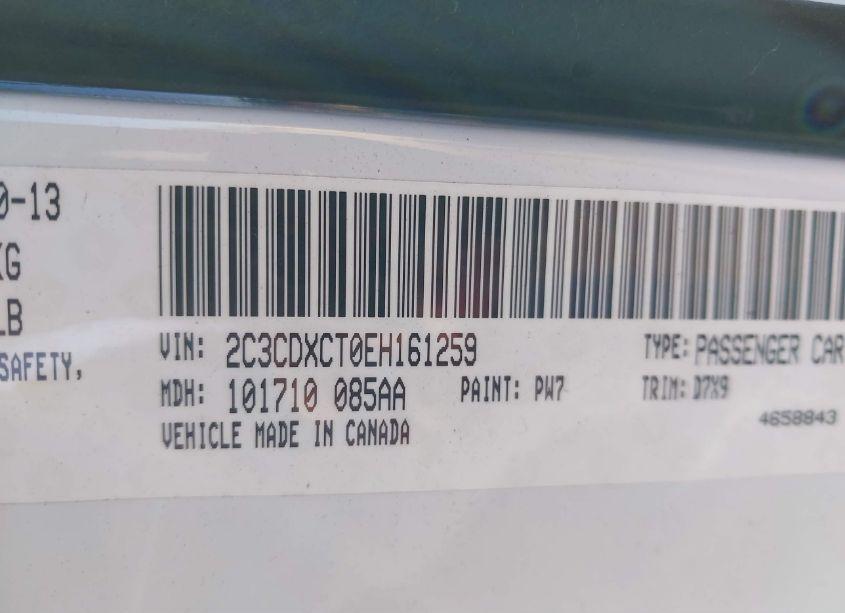 0-13
KG
LB
SAFETY,
VIN: 2C3CDXCT0EH161259 TYPE: PASSENGER CAR
MDH: 101710 085AA PAINT: PW7 TRIM: D7X9
VEHICLE MADE IN CANADA 4658843